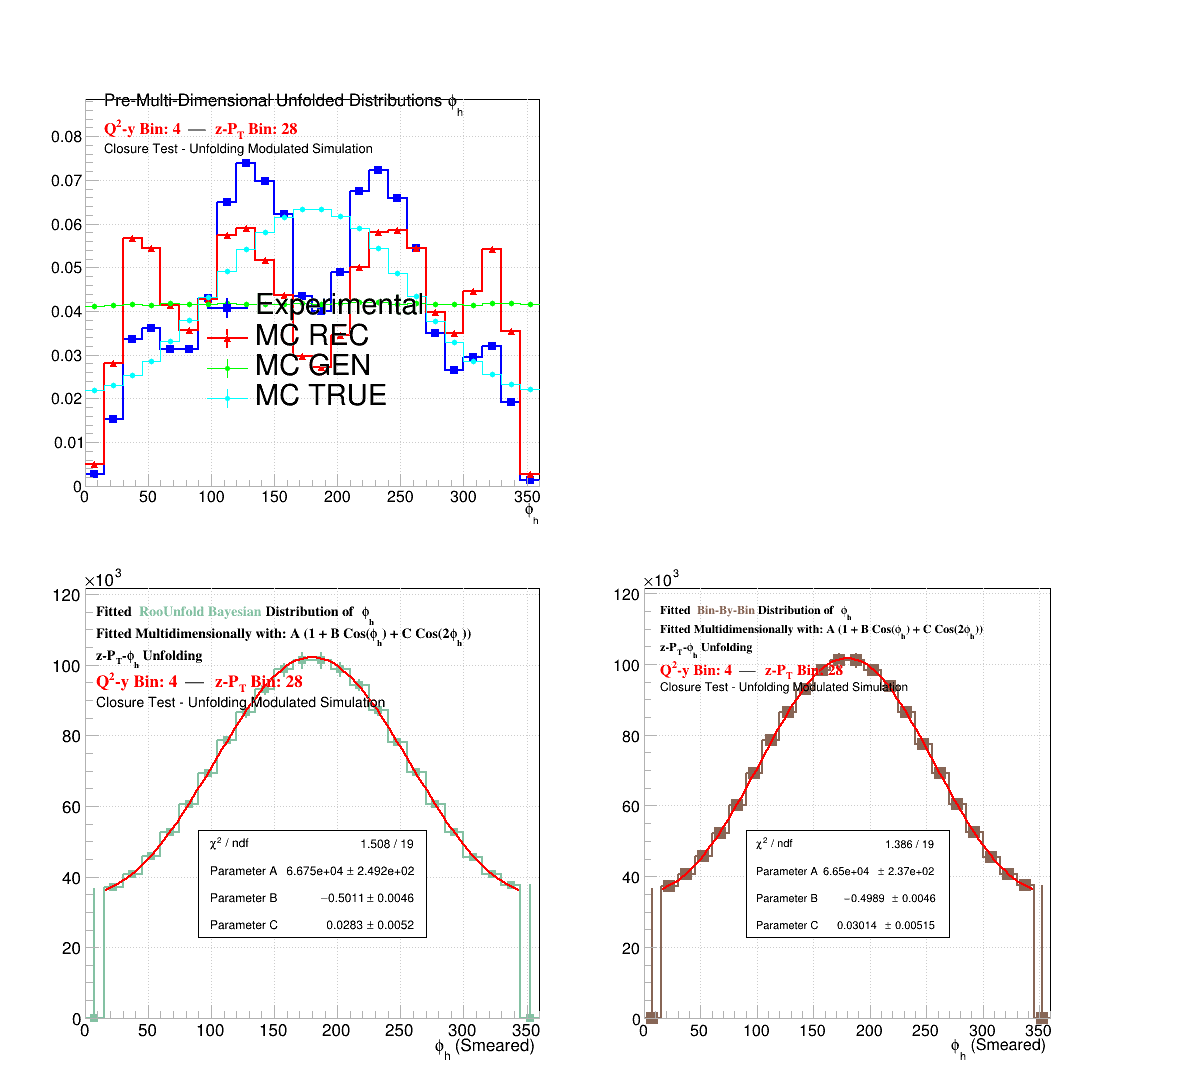 Pre-Multi-Dimensional Unfolded Distributions ϕh
Q²-y Bin: 4 — z-PT Bin: 28
Closure Test - Unfolding Modulated Simulation
0.08
0.07
0.06
0.05
0.04
0.03
0.02
0.01
0
Experimental
MC REC
MC GEN
MC TRUE
0 50 100 150 200 250 300 350
ϕh
×10³
Fitted RooUnfold Bayesian Distribution of ϕh
Fitted Multidimensionally with: A (1 + B Cos(ϕh) + C Cos(2ϕh))
z-PT-ϕh Unfolding
Q²-y Bin: 4 — z-PT Bin: 28
Closure Test - Unfolding Modulated Simulation
120
100
80
60
40
20
0
χ² / ndf 1.508 / 19
Parameter A 6.675e+04 ± 2.492e+02
Parameter B −0.5011 ± 0.0046
Parameter C 0.0283 ± 0.0052
0 50 100 150 200 250 300 350
ϕh (Smeared)
×10³
Fitted Bin-By-Bin Distribution of ϕh
Fitted Multidimensionally with: A (1 + B Cos(ϕh) + C Cos(2ϕh))
z-PT-ϕh Unfolding
Q²-y Bin: 4 — z-PT Bin: 28
Closure Test - Unfolding Modulated Simulation
120
100
80
60
40
20
0
χ² / ndf 1.386 / 19
Parameter A 6.65e+04 ± 2.37e+02
Parameter B −0.4989 ± 0.0046
Parameter C 0.03014 ± 0.00515
0 50 100 150 200 250 300 350
ϕh (Smeared)